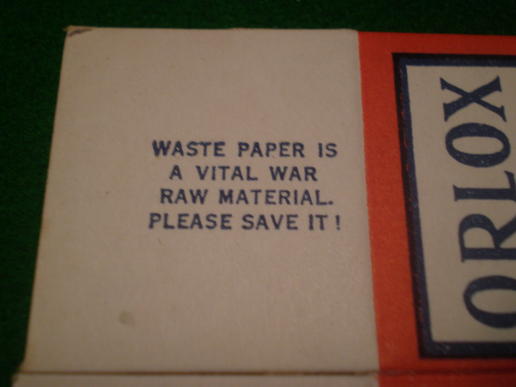 WASTE PAPER IS
A VITAL WAR
RAW MATERIAL.
PLEASE SAVE IT!
ORLOX